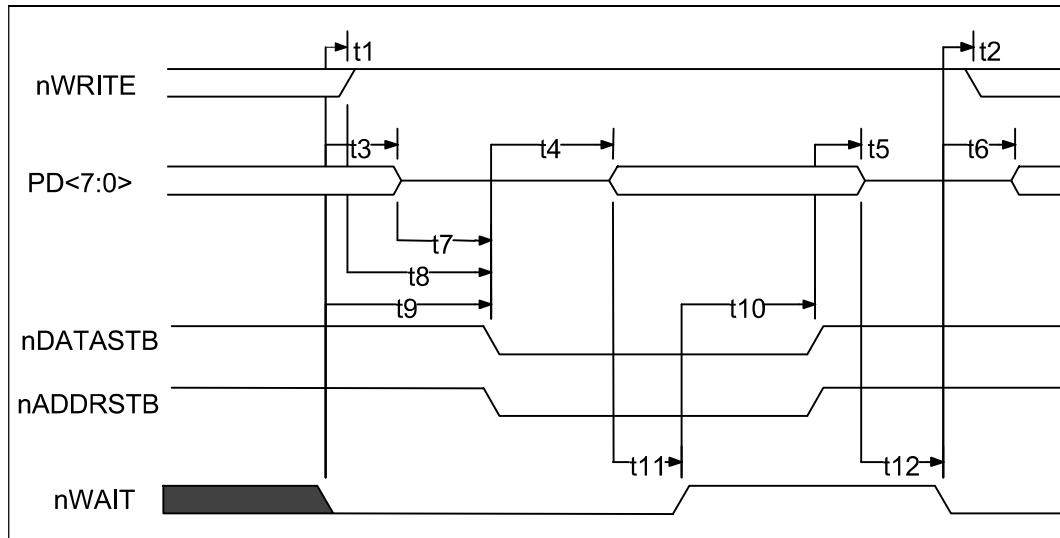 t1
t2
nWRITE
t3
t4
t5
t6
PD<7:0>
t7
t8
t9
t10
nDATASTB
nADDRSTB
t11
t12
nWAIT